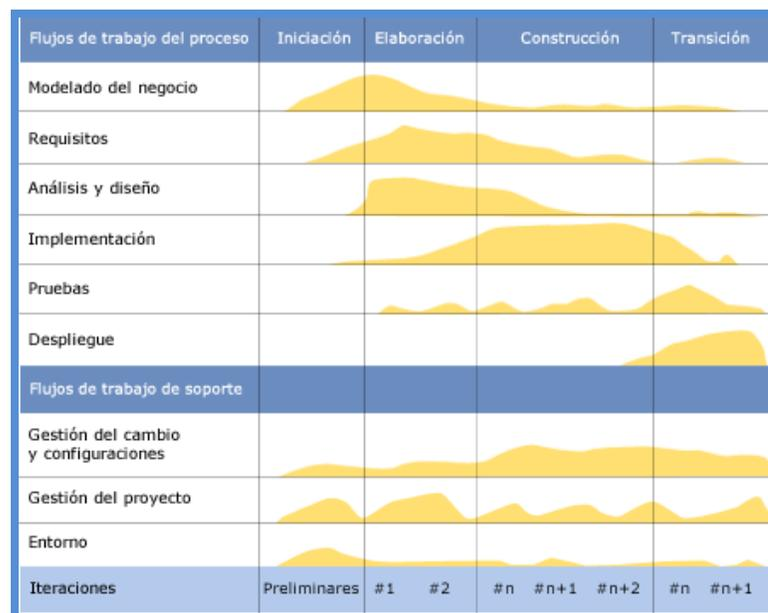 Flujos de trabajo del proceso Iniciación Elaboración Construcción Transición
Modelado del negocio
Requisitos
Análisis y diseño
Implementación
Pruebas
Despliegue
Flujos de trabajo de soporte
Gestión del cambio
y configuraciones
Gestión del proyecto
Entorno
Iteraciones Preliminares #1 #2 #n #n+1 #n+2 #n #n+1